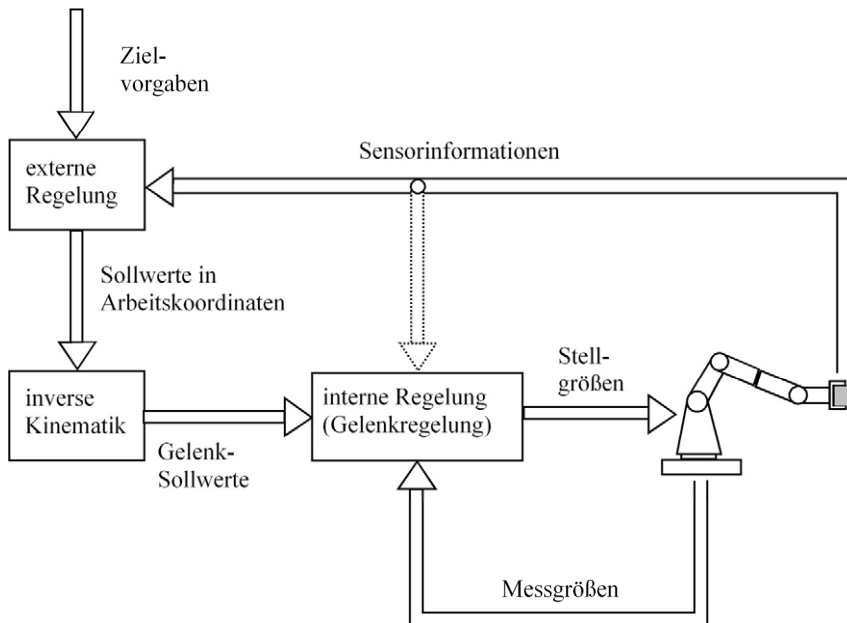 Ziel-
vorgaben
externe
Regelung
Sensorinformationen
Sollwerte in
Arbeitskoordinaten
inverse
Kinematik
Gelenk-
Sollwerte
interne Regelung
(Gelenkregelung)
Stell-
größen
Messgrößen